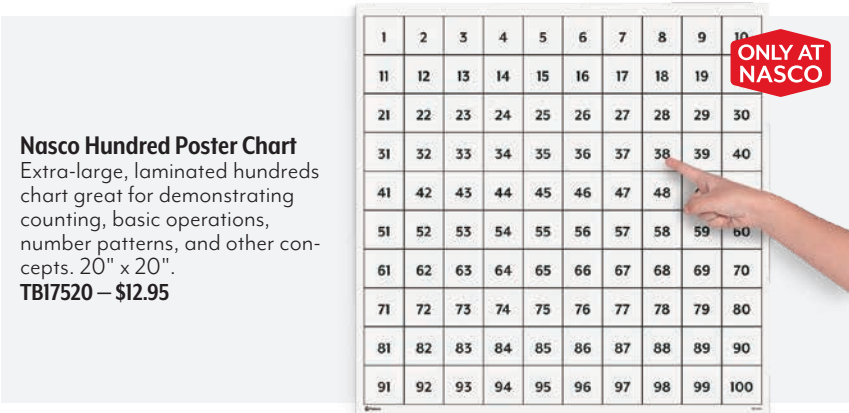 Nasco Hundred Poster Chart
Extra-large, laminated hundreds
chart great for demonstrating
counting, basic operations,
number patterns, and other con-
cepts. 20" x 20".
TB17520 — $12.95
ONLY AT
NASCO
1 2 3 4 5 6 7 8 9 10
11 12 13 14 15 16 17 18 19
21 22 23 24 25 26 27 28 29 30
31 32 33 34 35 36 37 38 39 40
41 42 43 44 45 46 47 48
51 52 53 54 55 56 57 58 59 60
61 62 63 64 65 66 67 68 69 70
71 72 73 74 75 76 77 78 79 80
81 82 83 84 85 86 87 88 89 90
91 92 93 94 95 96 97 98 99 100